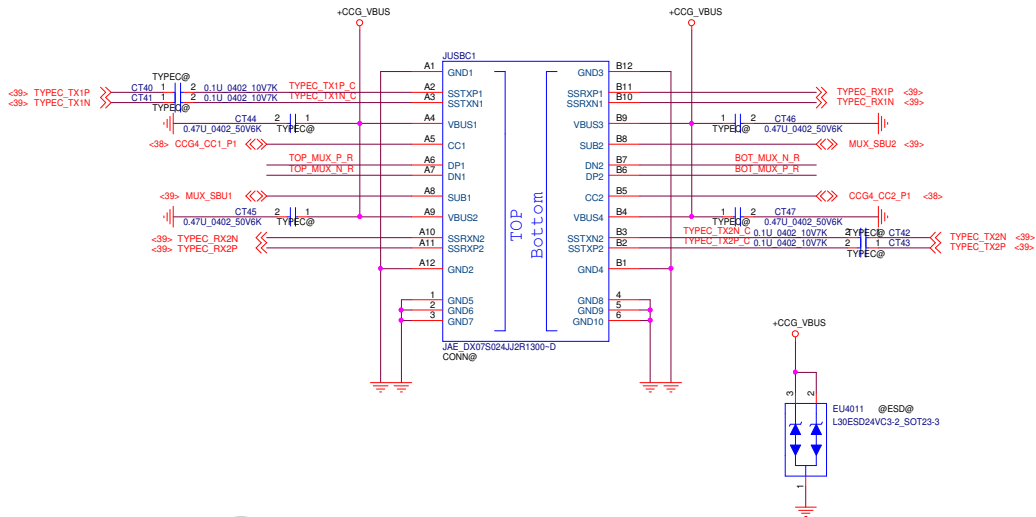 +CCG_VBUS
+CCG_VBUS
JUSBC1
A1 GND1 GND3 B12
TYPEC@
<39> TYPEC_TX1P CT40 1 2 0.1U_0402_10V7K TYPEC_TX1P_C A2 SSTXP1 SSRXP1 B11 TYPEC_RX1P <39>
<39> TYPEC_TX1N CT41 1 2 0.1U_0402_10V7K TYPEC_TX1N_C A3 SSTXN1 SSRXN1 B10 TYPEC_RX1N <39>
TYPEC@
CT44 2 1 A4 VBUS1 VBUS3 B9 1 2 CT46
0.47U_0402_50V6K TYPEC@ TYPEC@ 0.47U_0402_50V6K
<38> CCG4_CC1_P1 A5 CC1 SUB2 B8 MUX_SBU2 <39>
TOP_MUX_P_R A6 DP1 DN2 B7 BOT_MUX_N_R
TOP_MUX_N_R A7 DN1 DP2 B6 BOT_MUX_P_R
<39> MUX_SBU1 A8 SUB1 CC2 B5 CCG4_CC2_P1 <38>
CT45 2 1 A9 VBUS2 VBUS4 B4 1 2 CT47
0.47U_0402_50V6K TYPEC@ TYPEC@ 0.47U_0402_50V6K
<39> TYPEC_RX2N A10 SSRXN2 SSTXN2 B3 TYPEC_TX2N_C 0.1U_0402_10V7K 2 TYPEC@ 1 CT42 TYPEC_TX2N <39>
<39> TYPEC_RX2P A11 SSRXP2 SSTXP2 B2 TYPEC_TX2P_C 0.1U_0402_10V7K 2 1 CT43 TYPEC_TX2P <39>
TYPEC@
A12 GND2 GND4 B1
TOP
Bottom
1 GND5 GND8 4
2 GND6 GND9 5
3 GND7 GND10 6
JAE_DX07S024JJ2R1300~D
CONN@
+CCG_VBUS
3 2
EU4011 @ESD@
L30ESD24VC3-2_SOT23-3
1